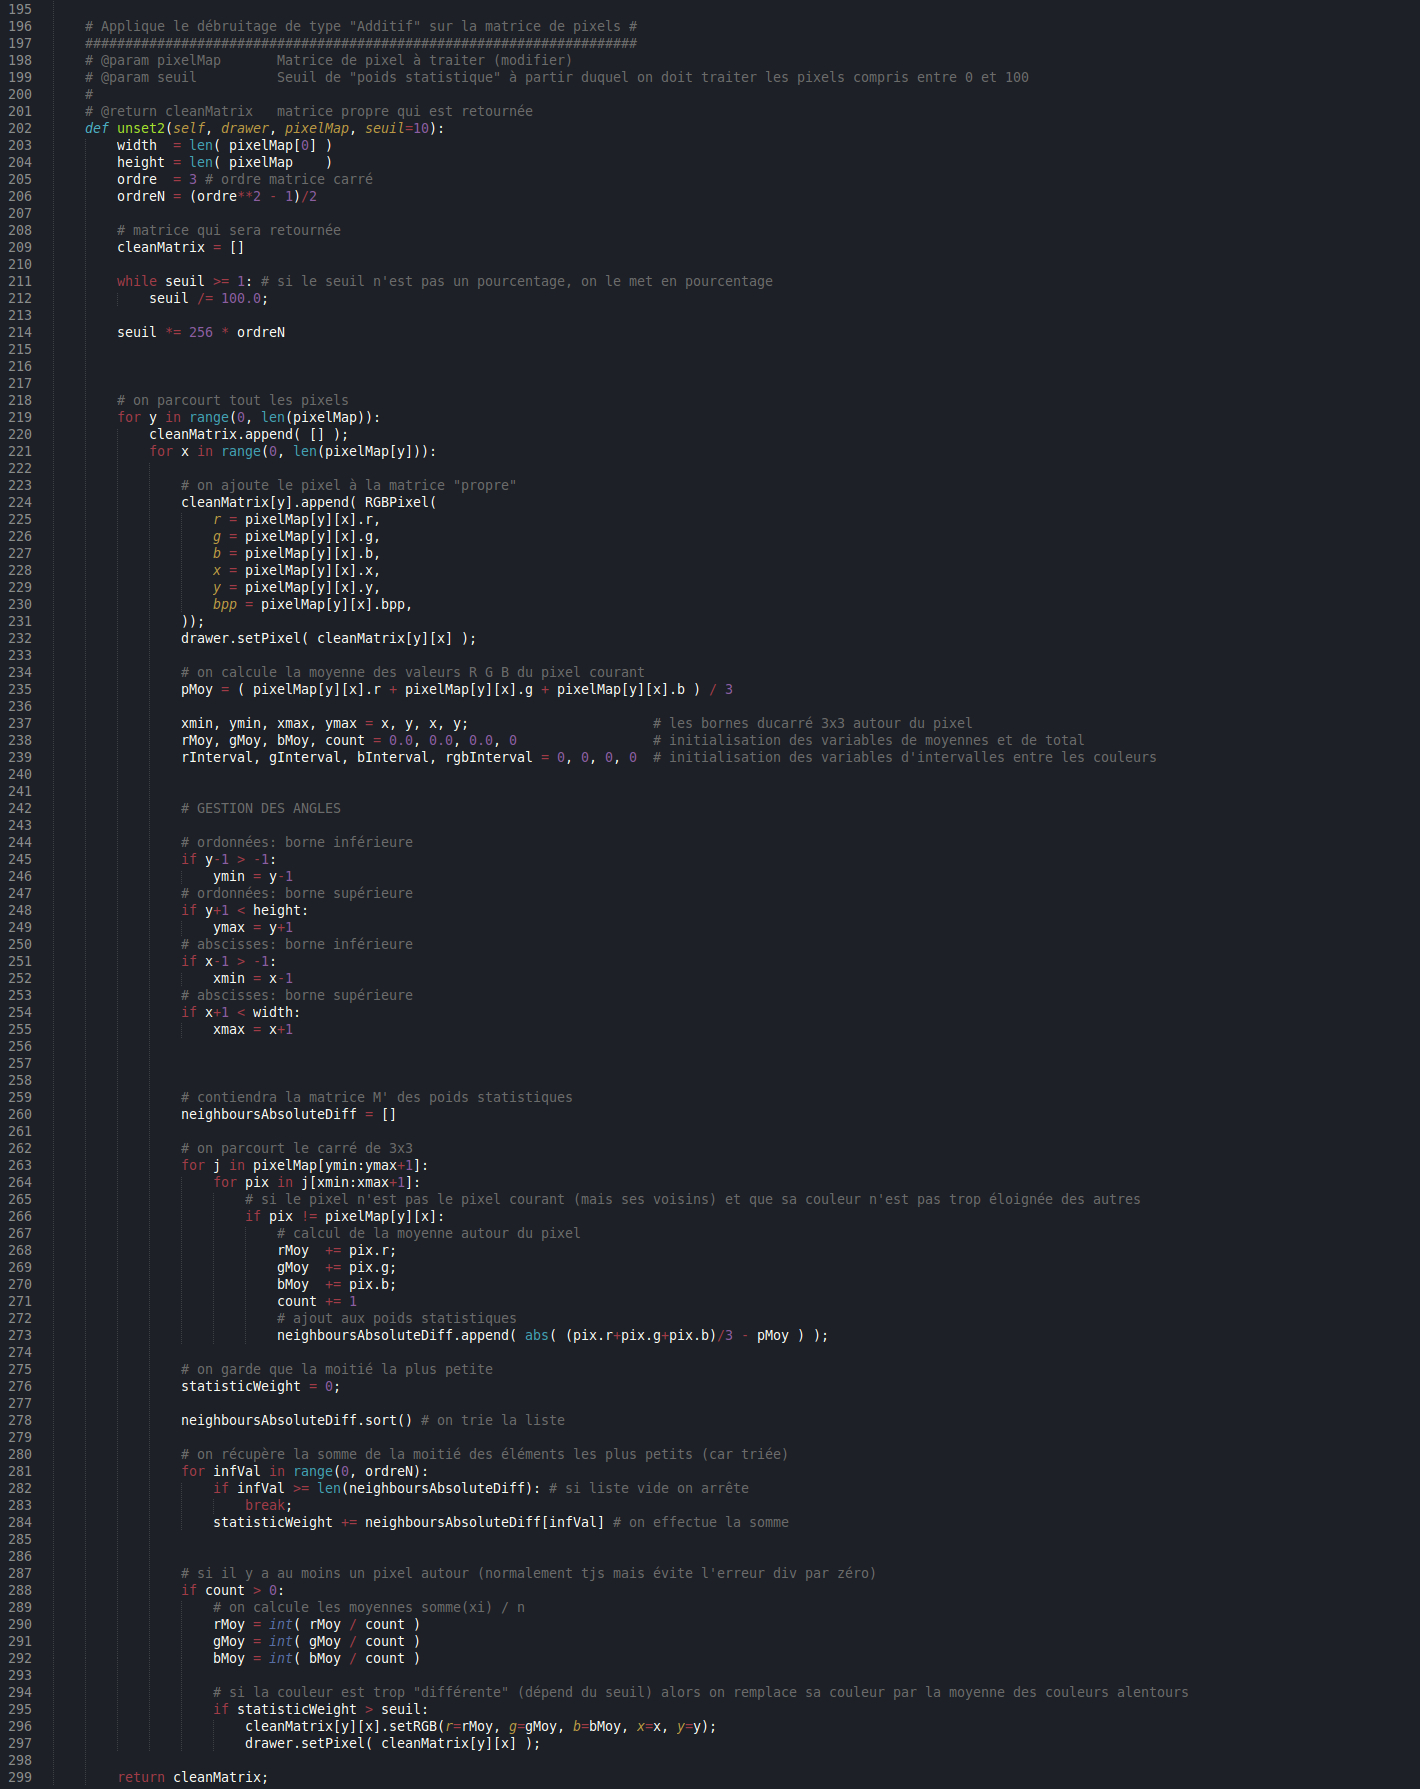 195
196 # Applique le débruitage de type "Additif" sur la matrice de pixels #
197 #####################################################################
198 # @param pixelMap       Matrice de pixel à traiter (modifier)
199 # @param seuil          Seuil de "poids statistique" à partir duquel on doit traiter les pixels compris entre 0 et 100
200 #
201 # @return cleanMatrix   matrice propre qui est retournée
202 def unset2(self, drawer, pixelMap, seuil=10):
203     width  = len( pixelMap[0] )
204     height = len( pixelMap    )
205     ordre  = 3 # ordre matrice carré
206     ordreN = (ordre**2 - 1)/2
207
208     # matrice qui sera retournée
209     cleanMatrix = []
210
211     while seuil >= 1: # si le seuil n'est pas un pourcentage, on le met en pourcentage
212         seuil /= 100.0;
213
214     seuil *= 256 * ordreN
215
216
217
218     # on parcourt tout les pixels
219     for y in range(0, len(pixelMap)):
220         cleanMatrix.append( [] );
221         for x in range(0, len(pixelMap[y])):
222
223             # on ajoute le pixel à la matrice "propre"
224             cleanMatrix[y].append( RGBPixel(
225                 r = pixelMap[y][x].r,
226                 g = pixelMap[y][x].g,
227                 b = pixelMap[y][x].b,
228                 x = pixelMap[y][x].x,
229                 y = pixelMap[y][x].y,
230                 bpp = pixelMap[y][x].bpp,
231             ));
232             drawer.setPixel( cleanMatrix[y][x] );
233
234             # on calcule la moyenne des valeurs R G B du pixel courant
235             pMoy = ( pixelMap[y][x].r + pixelMap[y][x].g + pixelMap[y][x].b ) / 3
236
237             xmin, ymin, xmax, ymax = x, y, x, y;                       # les bornes ducarré 3x3 autour du pixel
238             rMoy, gMoy, bMoy, count = 0.0, 0.0, 0.0, 0                 # initialisation des variables de moyennes et de total
239             rInterval, gInterval, bInterval, rgbInterval = 0, 0, 0, 0  # initialisation des variables d'intervalles entre les couleurs
240
241
242             # GESTION DES ANGLES
243
244             # ordonnées: borne inférieure
245             if y-1 > -1:
246                 ymin = y-1
247             # ordonnées: borne supérieure
248             if y+1 < height:
249                 ymax = y+1
250             # abscisses: borne inférieure
251             if x-1 > -1:
252                 xmin = x-1
253             # abscisses: borne supérieure
254             if x+1 < width:
255                 xmax = x+1
256
257
258
259             # contiendra la matrice M' des poids statistiques
260             neighboursAbsoluteDiff = []
261
262             # on parcourt le carré de 3x3
263             for j in pixelMap[ymin:ymax+1]:
264                 for pix in j[xmin:xmax+1]:
265                     # si le pixel n'est pas le pixel courant (mais ses voisins) et que sa couleur n'est pas trop éloignée des autres
266                     if pix != pixelMap[y][x]:
267                         # calcul de la moyenne autour du pixel
268                         rMoy  += pix.r;
269                         gMoy  += pix.g;
270                         bMoy  += pix.b;
271                         count += 1
272                         # ajout aux poids statistiques
273                         neighboursAbsoluteDiff.append( abs( (pix.r+pix.g+pix.b)/3 - pMoy ) );
274
275             # on garde que la moitié la plus petite
276             statisticWeight = 0;
277
278             neighboursAbsoluteDiff.sort() # on trie la liste
279
280             # on récupère la somme de la moitié des éléments les plus petits (car triée)
281             for infVal in range(0, ordreN):
282                 if infVal >= len(neighboursAbsoluteDiff): # si liste vide on arrête
283                     break;
284                 statisticWeight += neighboursAbsoluteDiff[infVal] # on effectue la somme
285
286
287             # si il y a au moins un pixel autour (normalement tjs mais évite l'erreur div par zéro)
288             if count > 0:
289                 # on calcule les moyennes somme(xi) / n
290                 rMoy = int( rMoy / count )
291                 gMoy = int( gMoy / count )
292                 bMoy = int( bMoy / count )
293
294                 # si la couleur est trop "différente" (dépend du seuil) alors on remplace sa couleur par la moyenne des couleurs alentours
295                 if statisticWeight > seuil:
296                     cleanMatrix[y][x].setRGB(r=rMoy, g=gMoy, b=bMoy, x=x, y=y);
297                     drawer.setPixel( cleanMatrix[y][x] );
298
299     return cleanMatrix;